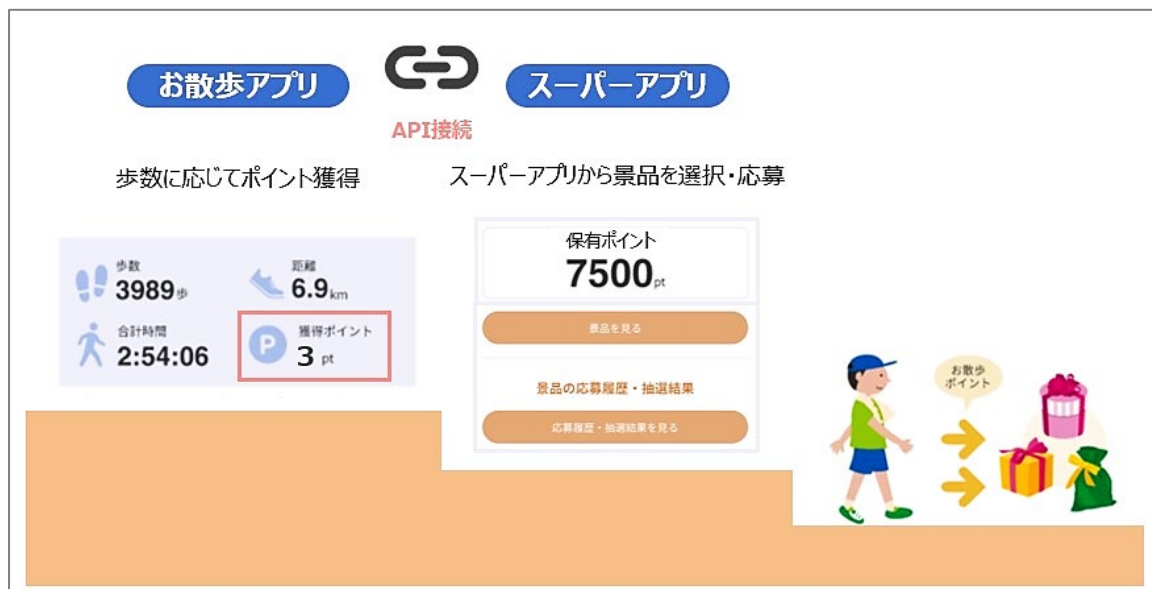 お散歩アプリ
スーパーアプリ
API接続
歩数に応じてポイント獲得
スーパーアプリから景品を選択・応募
歩数
3989歩
距離
6.9km
合計時間
2:54:06
P
獲得ポイント
3 pt
保有ポイント
7500pt
景品を見る
景品の応募履歴・抽選結果
応募履歴・抽選結果を見る
お散歩
ポイント